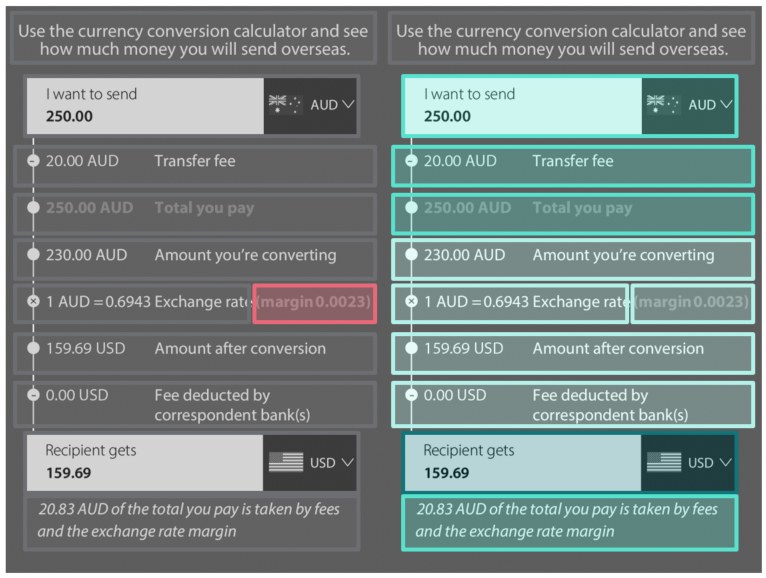 Use the currency conversion calculator and see
how much money you will send overseas.
I want to send
250.00
AUD
20.00 AUD Transfer fee
250.00 AUD Total you pay
230.00 AUD Amount you're converting
1 AUD = 0.6943 Exchange rate (margin 0.0023)
159.69 USD Amount after conversion
0.00 USD Fee deducted by
correspondent bank(s)
Recipient gets
159.69
USD
20.83 AUD of the total you pay is taken by fees
and the exchange rate margin
Use the currency conversion calculator and see
how much money you will send overseas.
I want to send
250.00
AUD
20.00 AUD Transfer fee
250.00 AUD Total you pay
230.00 AUD Amount you're converting
1 AUD = 0.6943 Exchange rate (margin 0.0023)
159.69 USD Amount after conversion
0.00 USD Fee deducted by
correspondent bank(s)
Recipient gets
159.69
USD
20.83 AUD of the total you pay is taken by fees
and the exchange rate margin